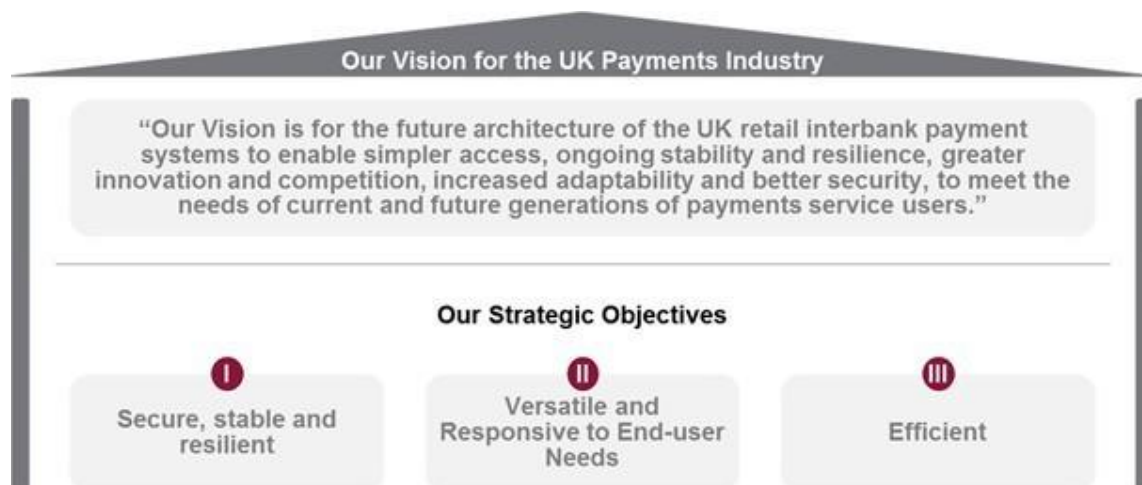 Our Vision for the UK Payments Industry
“Our Vision is for the future architecture of the UK retail interbank payment
systems to enable simpler access, ongoing stability and resilience, greater
innovation and competition, increased adaptability and better security, to meet the
needs of current and future generations of payments service users.”
Our Strategic Objectives
I
II
III
Secure, stable and
resilient
Versatile and
Responsive to End-user
Needs
Efficient